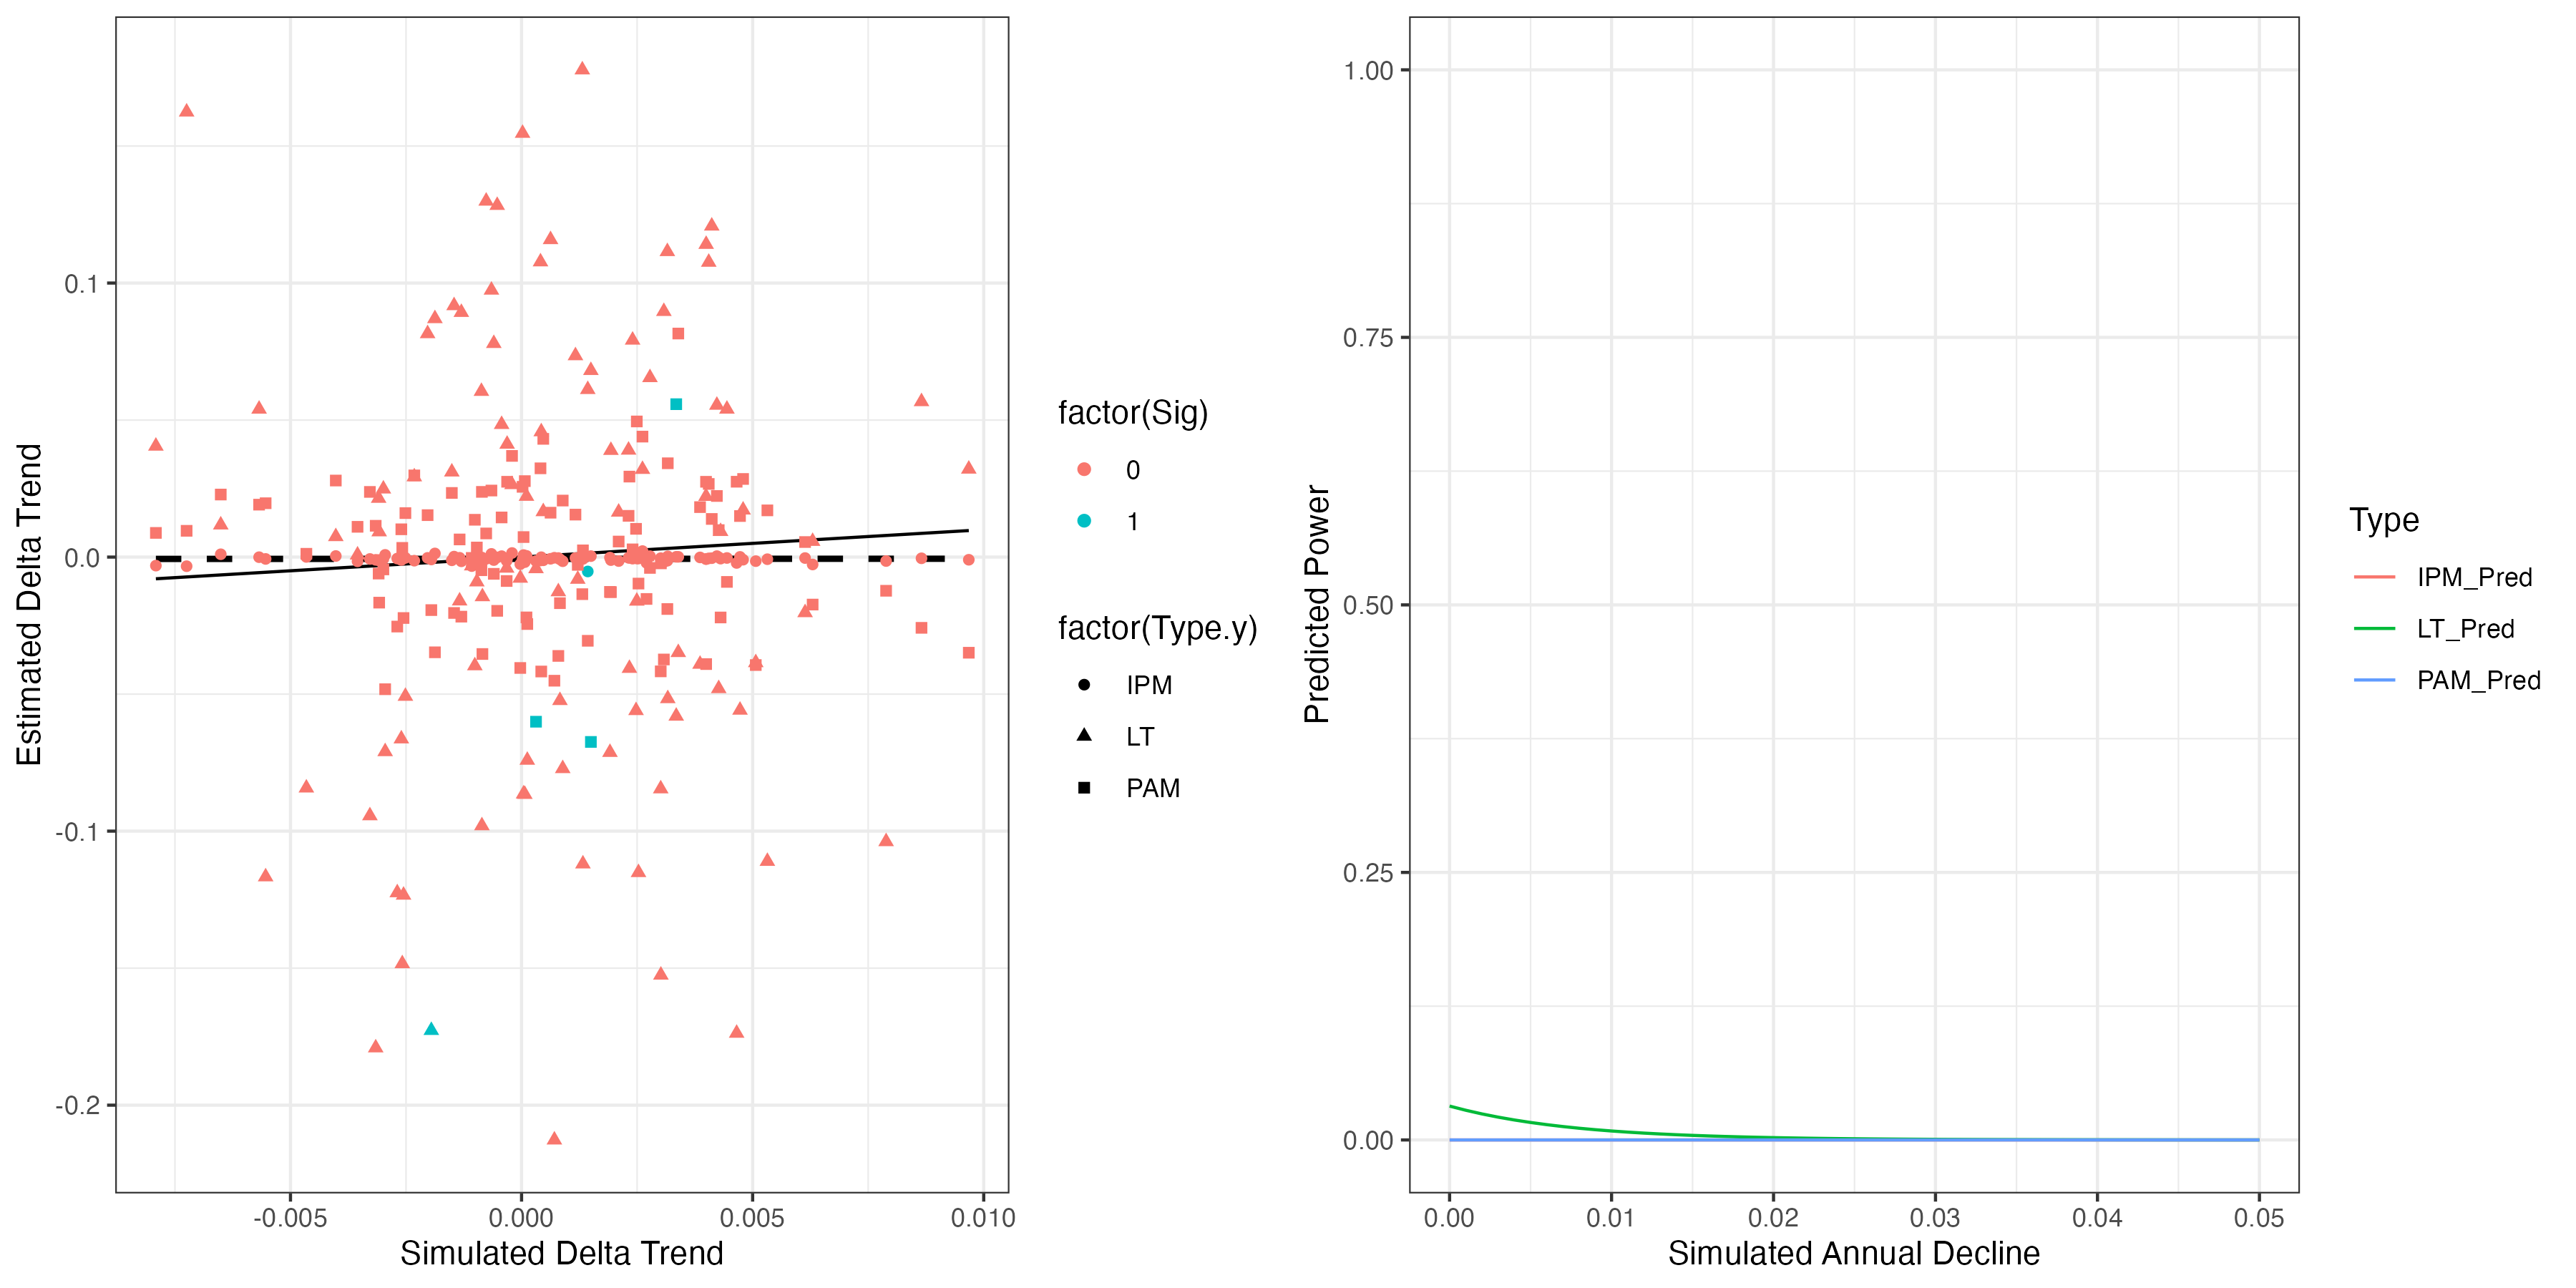 Estimated Delta Trend
0.1
0.0
-0.1
-0.2
-0.005
0.000
0.005
0.010
Simulated Delta Trend
factor(Sig)
0
1
factor(Type.y)
IPM
LT
PAM
Predicted Power
1.00
0.75
0.50
0.25
0.00
0.00
0.01
0.02
0.03
0.04
0.05
Simulated Annual Decline
Type
IPM_Pred
LT_Pred
PAM_Pred